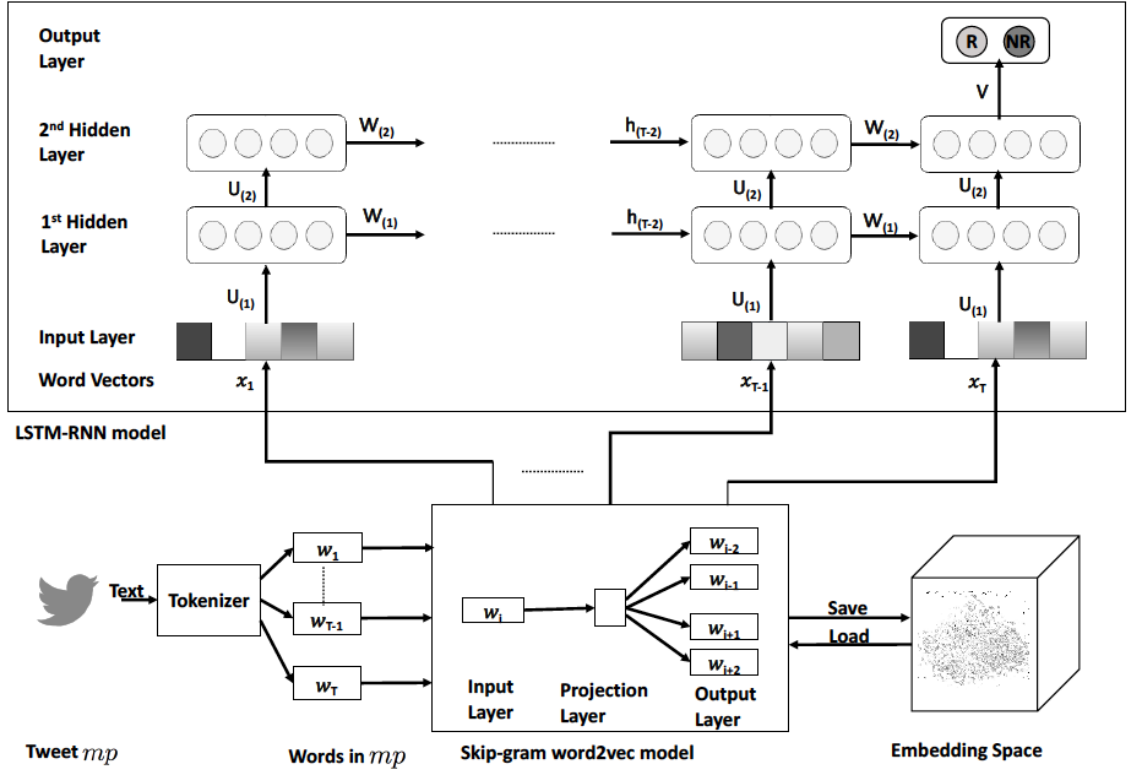 Output
Layer
R NR
V
2nd Hidden
Layer
W(2)
h(T-2)
W(2)
U(2)
U(2)
U(2)
1st Hidden
Layer
W(1)
h(T-2)
W(1)
U(1)
U(1)
U(1)
Input Layer
Word Vectors
x1
xT-1
xT
LSTM-RNN model
Text
Tokenizer
w1
wT-1
wT
wi
wi-2
wi-1
wi+1
wi+2
Input
Layer
Projection
Layer
Output
Layer
Save
Load
Tweet mp
Words in mp
Skip-gram word2vec model
Embedding Space